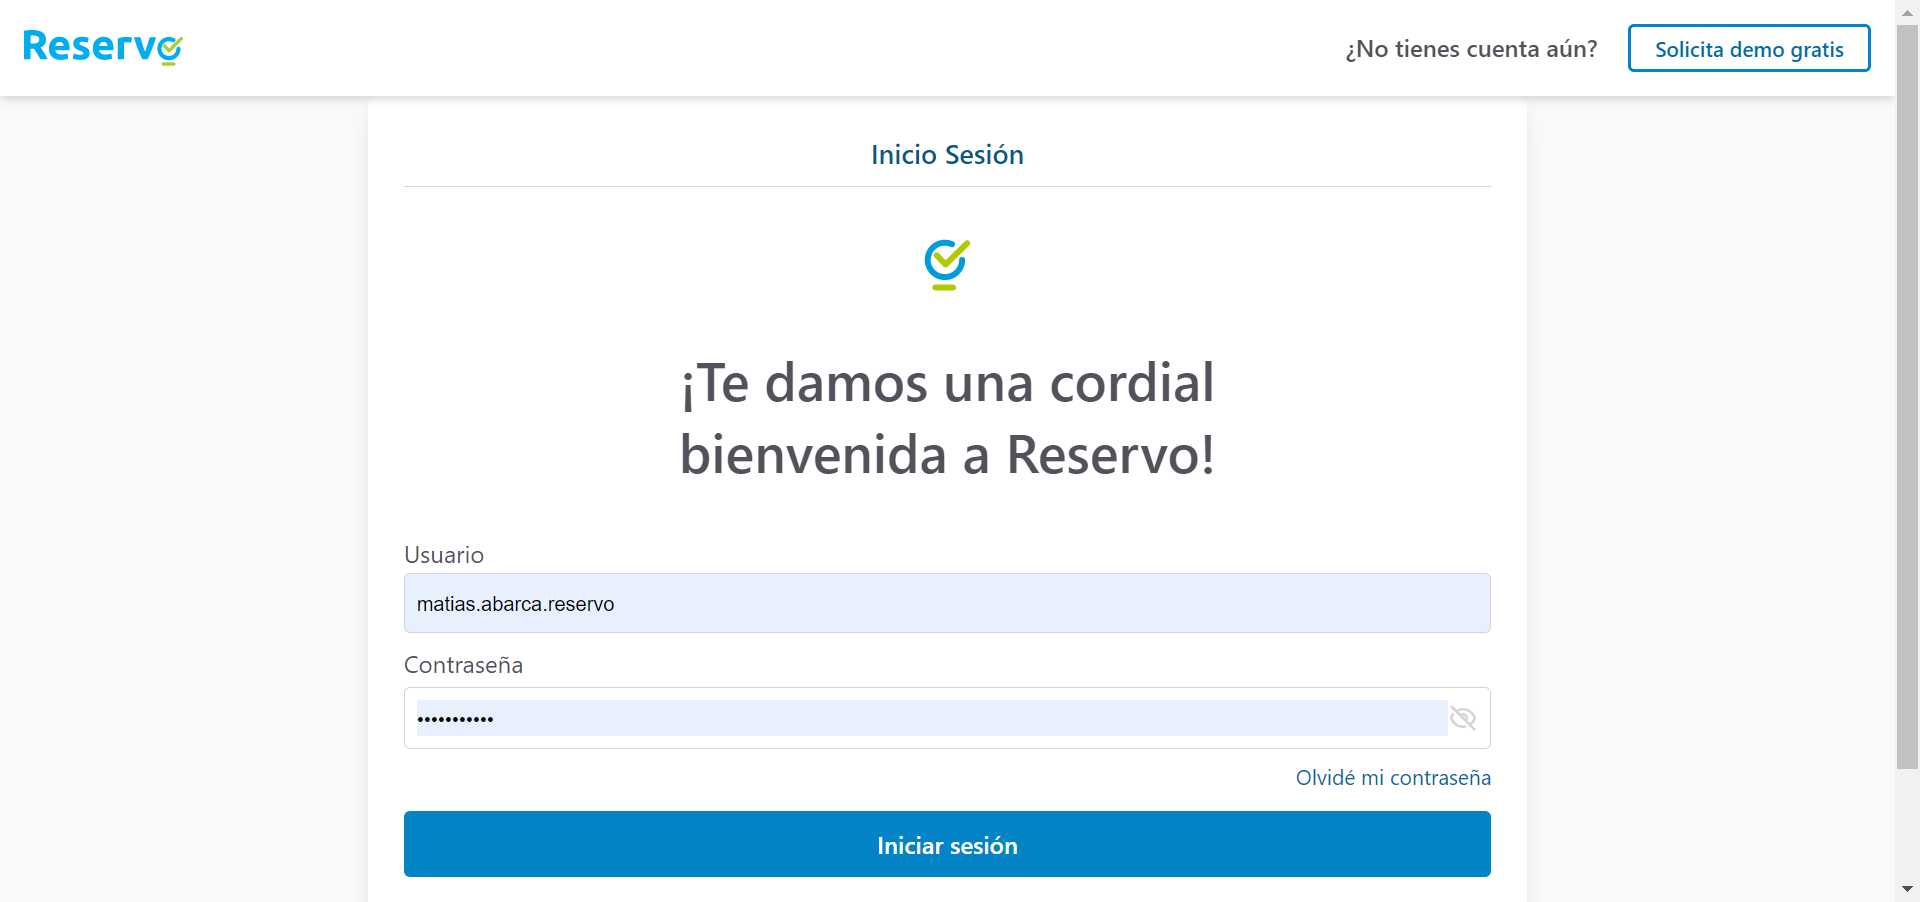 Reservo
¿No tienes cuenta aún?
Solicita demo gratis
Inicio Sesión
¡Te damos una cordial
bienvenida a Reservo!
Usuario
matias.abarca.reservo
Contraseña
•••••••••••
Olvidé mi contraseña
Iniciar sesión